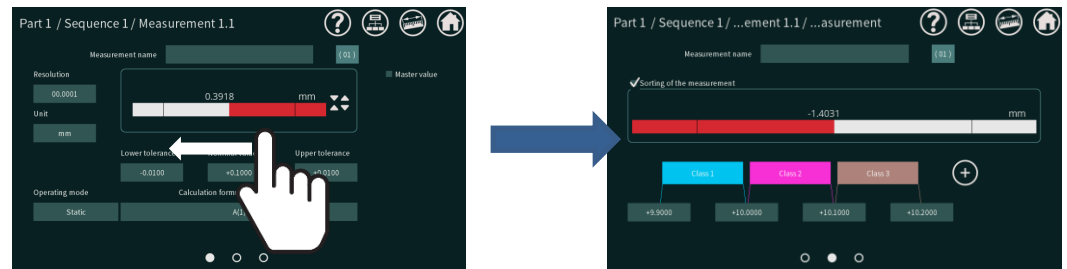 Part 1 / Sequence 1 / Measurement 1.1
?
Measurement name
( 01 )
Resolution
00.0001
Unit
mm
0.3918 mm
Master value
Lower tolerance
Upper tolerance
-0.0100
+0.1000
+0.0100
Operating mode
Static
Calculation
Part 1 / Sequence 1 / ...ement 1.1 / ...asurement
?
Measurement name
( 01 )
Sorting of the measurement
-1.4031 mm
Class 1
Class 2
Class 3
+
+9.9000
+10.0000
+10.1000
+10.2000